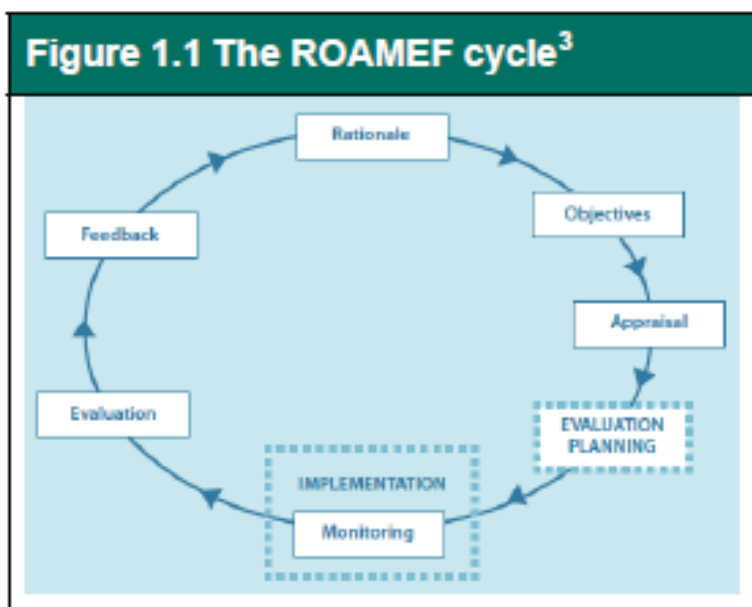 Figure 1.1 The ROAMEF cycle3
Rationale
Objectives
Appraisal
EVALUATION
PLANNING
IMPLEMENTATION
Monitoring
Evaluation
Feedback